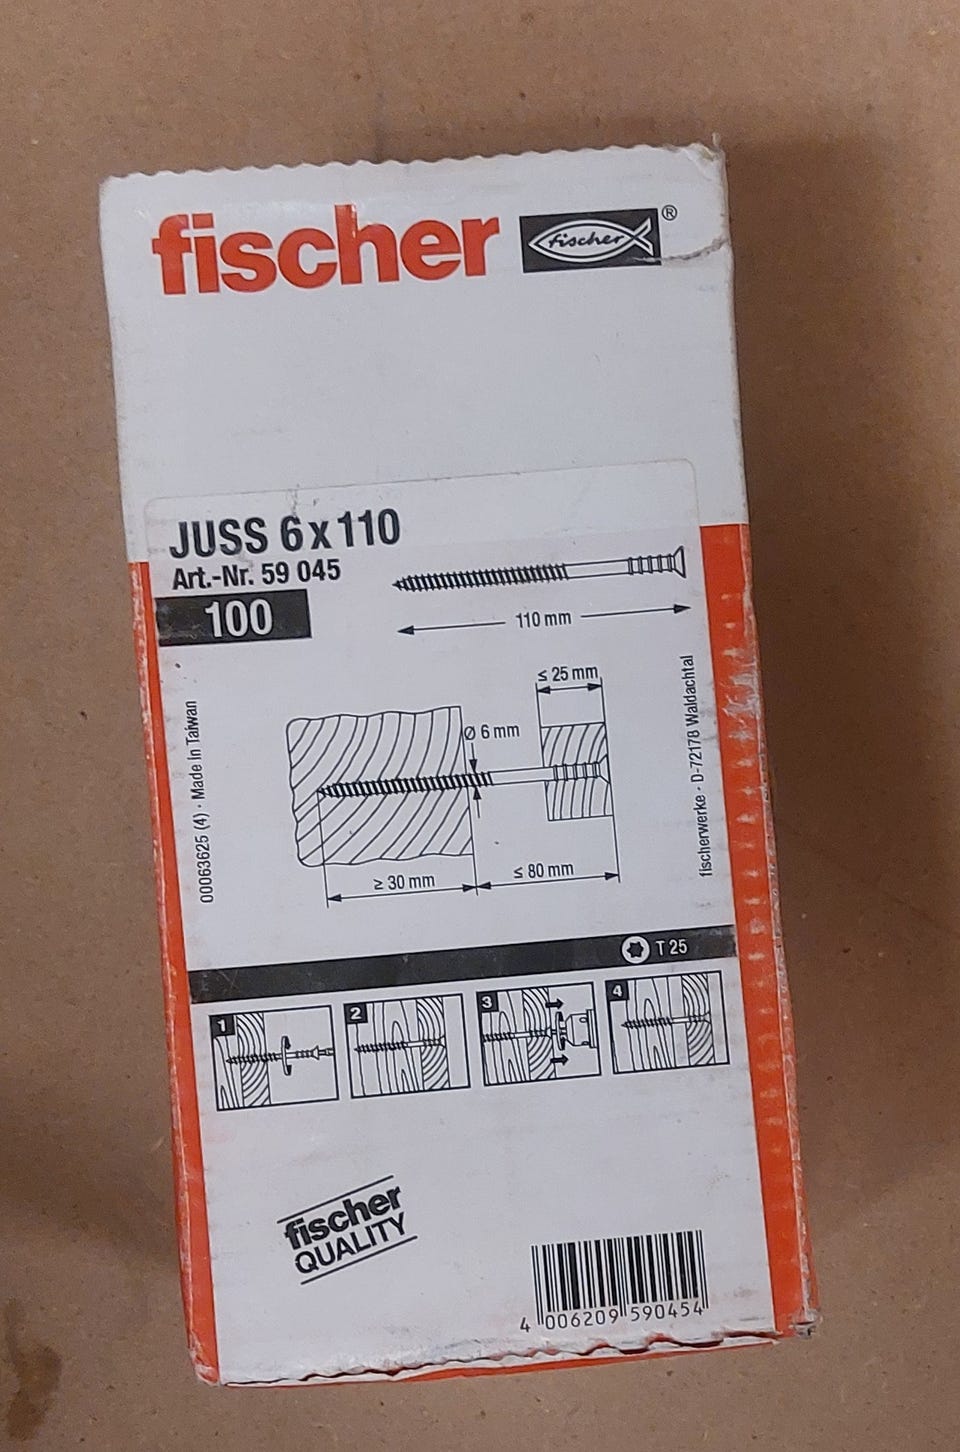 fischer
fischer ®
JUSS 6 x 110
Art.-Nr. 59 045
100
110 mm
≤ 25 mm
Ø 6 mm
≥ 30 mm
≤ 80 mm
00063625 (4) · Made in Taiwan
fischerwerke · D-72178 Waldachtal
T 25
1
2
3
4
fischer
QUALITY
4 006209 590454